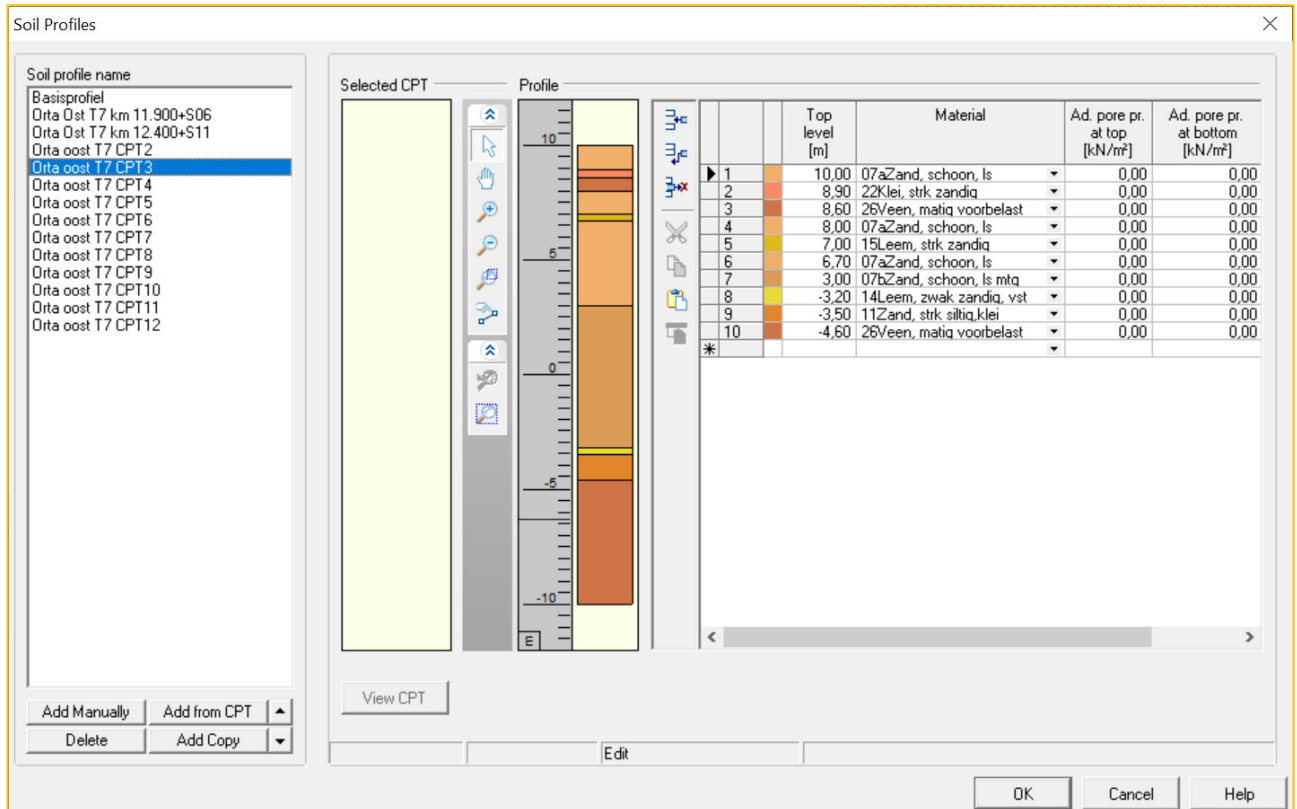 Soil Profiles
Soil profile name
Basisprofiel
Orta Ost T7 km 11.900+S06
Orta Ost T7 km 12.400+S11
Orta oost T7 CPT2
Orta oost T7 CPT3
Orta oost T7 CPT4
Orta oost T7 CPT5
Orta oost T7 CPT6
Orta oost T7 CPT7
Orta oost T7 CPT8
Orta oost T7 CPT9
Orta oost T7 CPT10
Orta oost T7 CPT11
Orta oost T7 CPT12
Add Manually Add from CPT
Delete Add Copy
Selected CPT
Profile
10
5
0
-5
-10
E
Top level [m] Material Ad. pore pr. at top [kN/m²] Ad. pore pr. at bottom [kN/m²]
1 10,00 07aZand, schoon, ls 0,00 0,00
2 8,90 22Klei, strk zandig 0,00 0,00
3 8,60 26Veen, matig voorbelast 0,00 0,00
4 8,00 07aZand, schoon, ls 0,00 0,00
5 7,00 15Leem, strk zandig 0,00 0,00
6 6,70 07aZand, schoon, ls 0,00 0,00
7 3,00 07bZand, schoon, ls mtg 0,00 0,00
8 -3,20 14Leem, zwak zandig, vst 0,00 0,00
9 -3,50 11Zand, strk siltig,klei 0,00 0,00
10 -4,60 26Veen, matig voorbelast 0,00 0,00
View CPT
Edit
OK Cancel Help